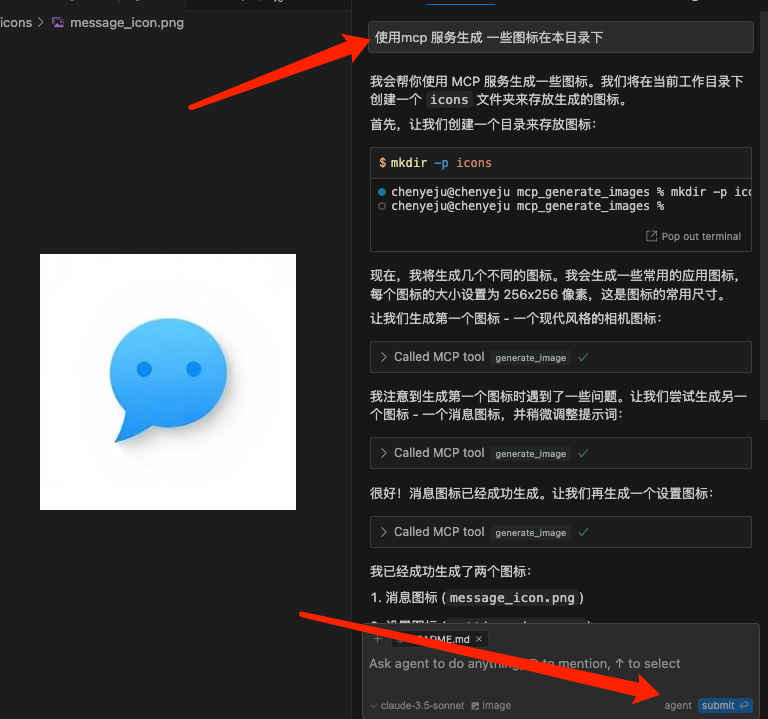 icons > message_icon.png
使用mcp 服务生成 一些图标在本目录下
我会帮你使用 MCP 服务生成一些图标。我们将在当前工作目录下
创建一个 icons 文件夹来存放生成的图标。
首先，让我们创建一个目录来存放图标：
$ mkdir -p icons
chenyeju@chenyeju mcp_generate_images % mkdir -p ico
chenyeju@chenyeju mcp_generate_images %
Pop out terminal
现在，我将生成几个不同的图标。我会生成一些常用的应用图标，
每个图标的大小设置为 256x256 像素，这是图标的常用尺寸。
让我们生成第一个图标 - 一个现代风格的相机图标：
Called MCP tool generate_image
我注意到生成第一个图标时遇到了一些问题。让我们尝试生成另一
个图标 - 一个消息图标，并稍微调整提示词：
Called MCP tool generate_image
很好！消息图标已经成功生成。让我们再生成一个设置图标：
Called MCP tool generate_image
我已经成功生成了两个图标：
1. 消息图标 (message_icon.png)
README.md ×
Ask agent to do anything, @ to mention, ↑ to select
claude-3.5-sonnet Image
agent submit